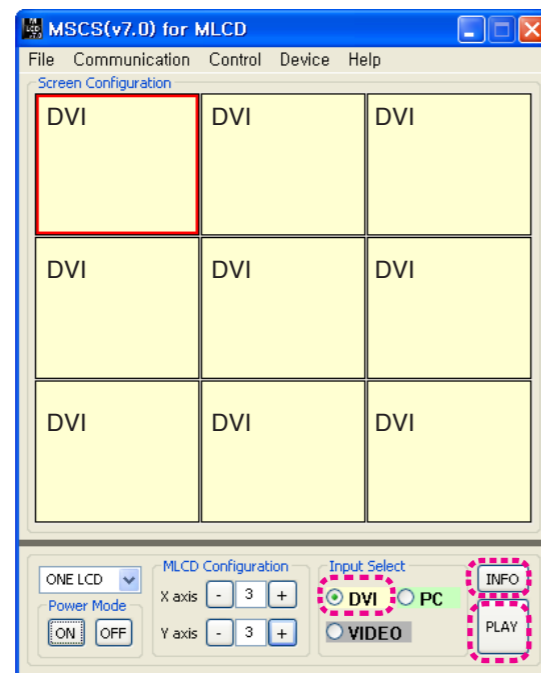 MSCS(v7.0) for MLCD
File Communication Control Device Help
Screen Configuration
DVI DVI DVI
DVI DVI DVI
DVI DVI DVI
MLCD Configuration Input Select
ONE LCD X axis - 3 + DVI PC INFO
Power Mode
ON OFF Y axis - 3 + VIDEO PLAY